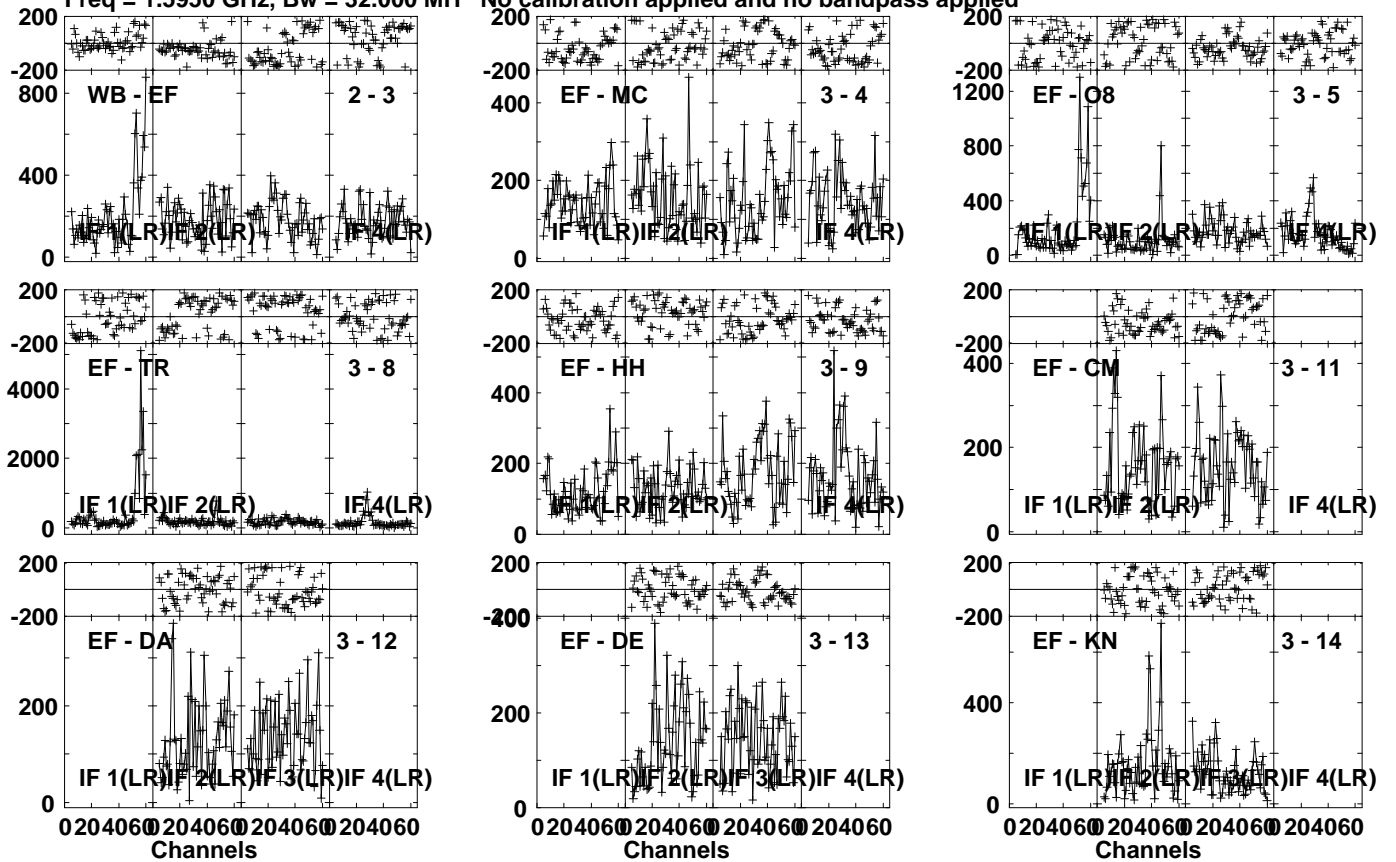 Freq = 1.5950 GHz, Bw = 32.000 MH No calibration applied and no bandpass applied
200
-200
WB - EF 2 - 3
800
400
0
IF 1(LR) IF 2(LR) IF 4(LR)
200
-200
EF - MC 3 - 4
400
200
0
IF 1(LR) IF 2(LR) IF 4(LR)
200
-200
EF - O8 3 - 5
1200
800
400
0
IF 1(LR) IF 2(LR) IF 4(LR)
200
-200
EF - TR 3 - 8
4000
2000
0
IF 1(LR) IF 2(LR) IF 4(LR)
200
-200
EF - HH 3 - 9
400
200
0
IF 1(LR) IF 2(LR) IF 4(LR)
200
-200
EF - CM 3 - 11
400
200
0
IF 1(LR) IF 2(LR) IF 4(LR)
200
-200
EF - DA 3 - 12
200
0
IF 1(LR) IF 2(LR) IF 3(LR) IF 4(LR)
0 20 40 60 0 20 40 60 0 20 40 60 0 20 40 60
Channels
200
-200
400
EF - DE 3 - 13
200
0
IF 1(LR) IF 2(LR) IF 3(LR) IF 4(LR)
0 20 40 60 0 20 40 60 0 20 40 60 0 20 40 60
Channels
200
-200
EF - KN 3 - 14
400
0
IF 1(LR) IF 2(LR) IF 3(LR) IF 4(LR)
0 20 40 60 0 20 40 60 0 20 40 60 0 20 40 60
Channels